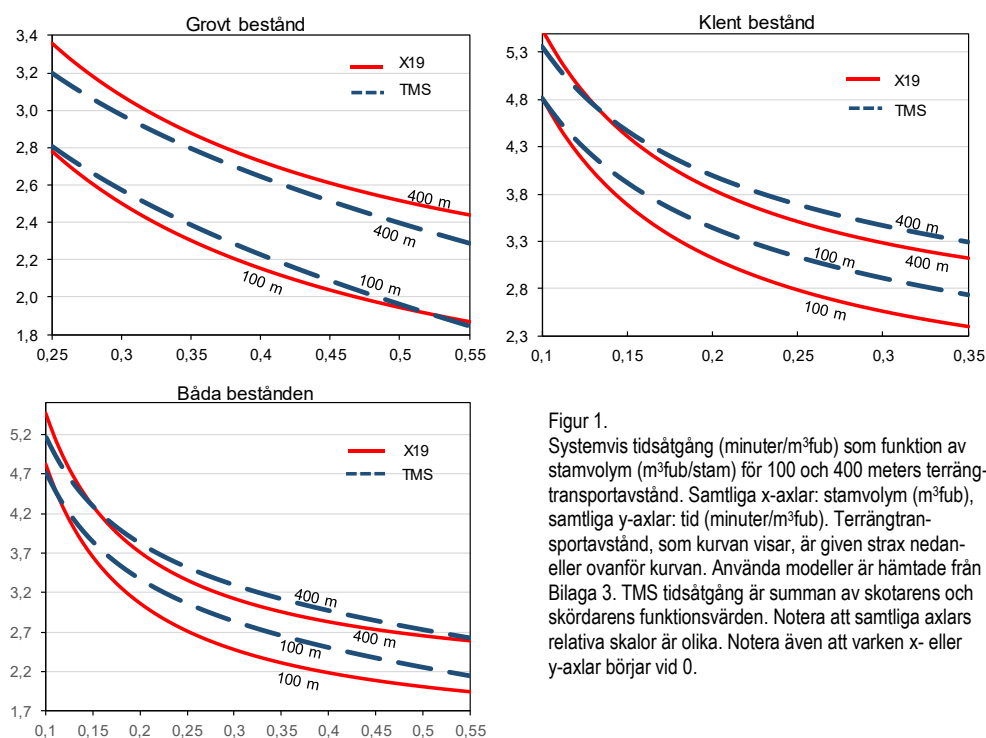 Grovt bestånd
3,4
3,2
3,0
2,8
2,6
2,4
2,2
2,0
1,8
0,25 0,3 0,35 0,4 0,45 0,5 0,55
X19
TMS
400 m
400 m
100 m
100 m
Klent bestånd
5,3
4,8
4,3
3,8
3,3
2,8
2,3
0,1 0,15 0,2 0,25 0,3 0,35
X19
TMS
400 m
400 m
100 m
100 m
Båda bestånden
5,2
4,7
4,2
3,7
3,2
2,7
2,2
1,7
0,1 0,15 0,2 0,25 0,3 0,35 0,4 0,45 0,5 0,55
X19
TMS
400 m
400 m
100 m
100 m
Figur 1.
Systemvis tidsåtgång (minuter/m³fub) som funktion av
stamvolym (m³fub/stam) för 100 och 400 meters terräng-
transportavstånd. Samtliga x-axlar: stamvolym (m³fub),
samtliga y-axlar: tid (minuter/m³fub). Terrängtran-
sportavstånd, som kurvan visar, är given strax nedan-
eller ovanför kurvan. Använda modeller är hämtade från
Bilaga 3. TMS tidsåtgång är summan av skotarens och
skördarens funktionsvärden. Notera att samtliga axlars
relativa skalor är olika. Notera även att varken x- eller
y-axlar börjar vid 0.